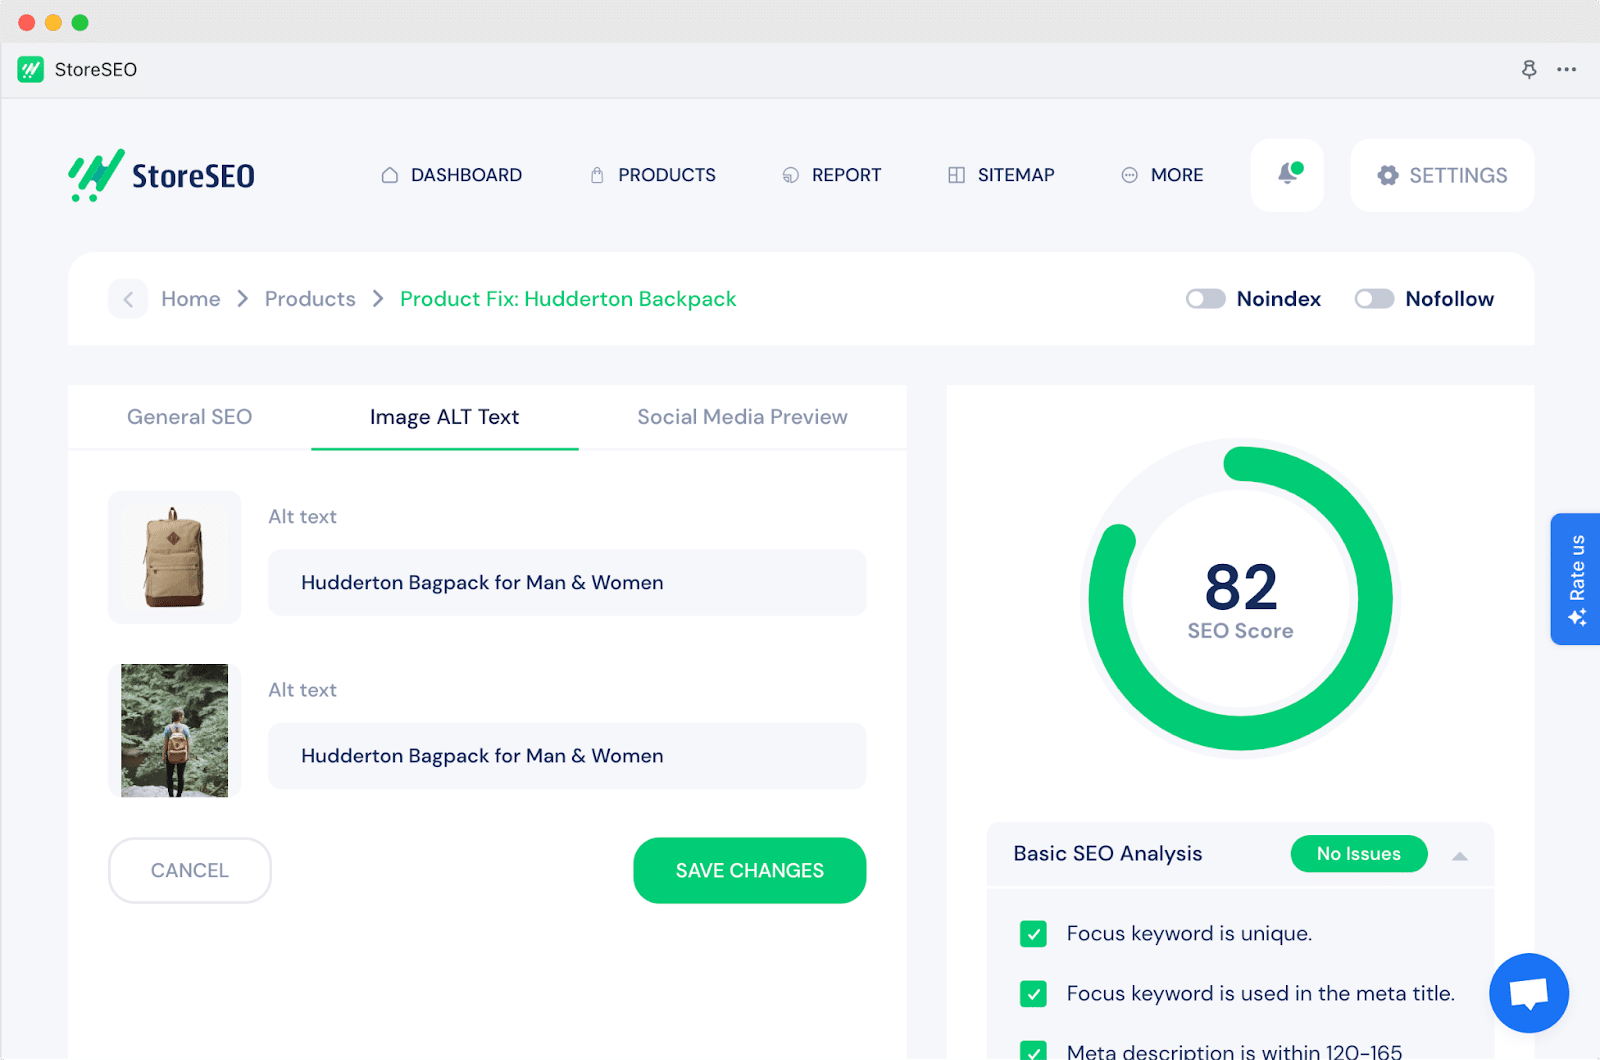 StoreSEO
StoreSEO
DASHBOARD
PRODUCTS
REPORT
SITEMAP
MORE
SETTINGS
Home
Products
Product Fix: Hudderton Backpack
Noindex
Nofollow
General SEO
Image ALT Text
Social Media Preview
Alt text
Hudderton Bagpack for Man & Women
Alt text
Hudderton Bagpack for Man & Women
CANCEL
SAVE CHANGES
82
SEO Score
Rate us
Basic SEO Analysis
No Issues
Focus keyword is unique.
Focus keyword is used in the meta title.
Meta description is within 120-165